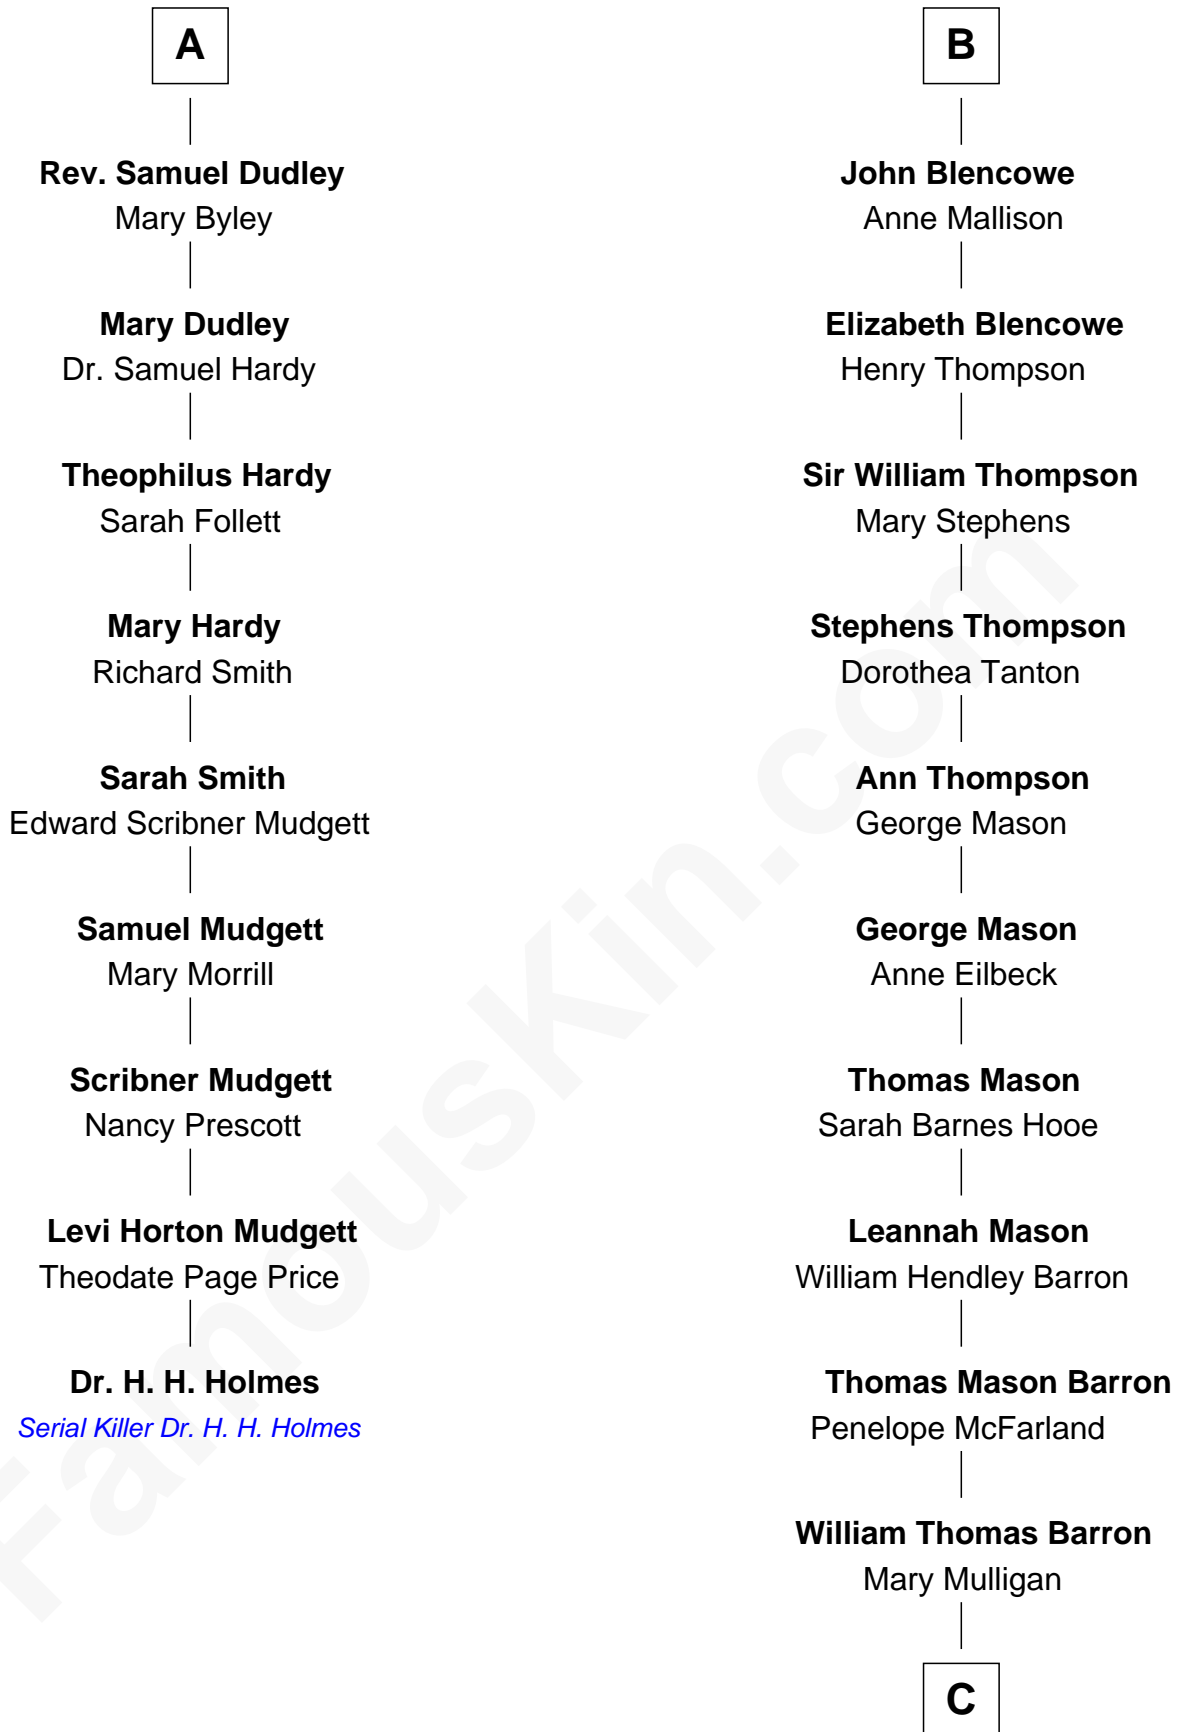 A
Rev. Samuel Dudley
Mary Byley
Mary Dudley
Dr. Samuel Hardy
Theophilus Hardy
Sarah Follett
Mary Hardy
Richard Smith
Sarah Smith
Edward Scribner Mudgett
Samuel Mudgett
Mary Morrill
Scribner Mudgett
Nancy Prescott
Levi Horton Mudgett
Theodate Page Price
Dr. H. H. Holmes
Serial Killer Dr. H. H. Holmes
B
John Blencowe
Anne Mallison
Elizabeth Blencowe
Henry Thompson
Sir William Thompson
Mary Stephens
Stephens Thompson
Dorothea Tanton
Ann Thompson
George Mason
George Mason
Anne Eilbeck
Thomas Mason
Sarah Barnes Hooe
Leannah Mason
William Hendley Barron
Thomas Mason Barron
Penelope McFarland
William Thomas Barron
Mary Mulligan
C
FamousKin.com